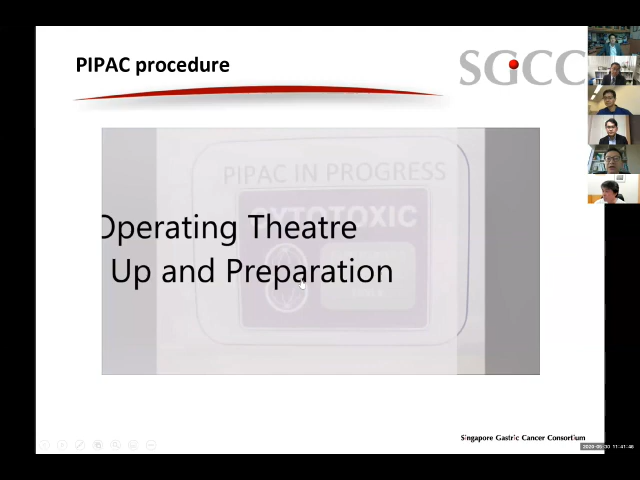 PIPAC procedure
SGCC
PIPAC IN PROGRESS
CYTOTOXIC
Operating Theatre
Up and Preparation
Singapore Gastric Cancer Consortium